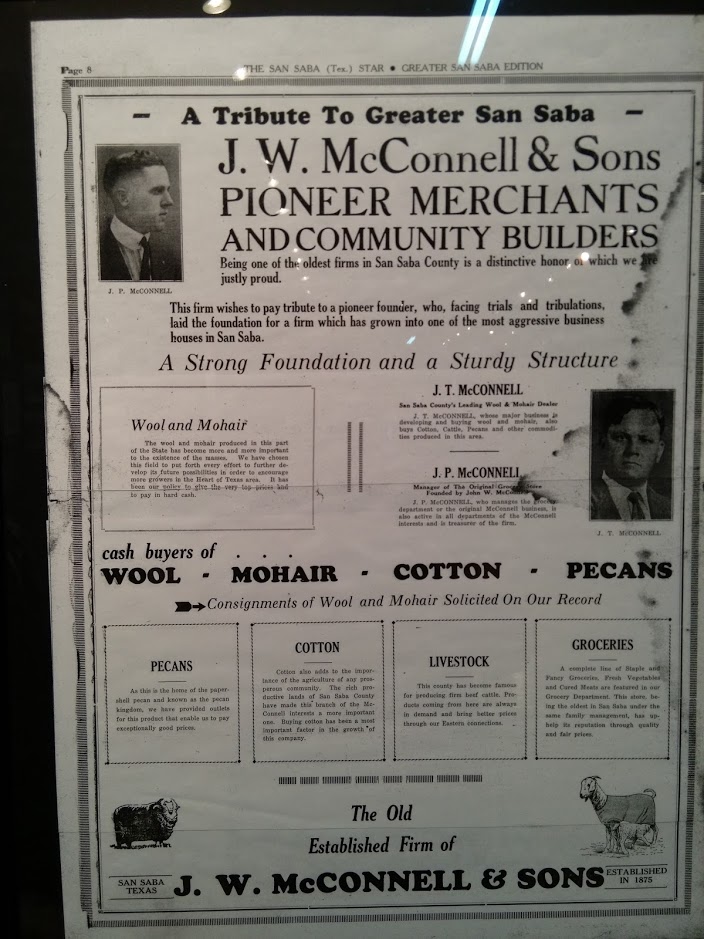 Page 8
THE SAN SABA (Tex.) STAR ● GREATER SAN SABA EDITION
— A Tribute To Greater San Saba —
J. W. McConnell & Sons
PIONEER MERCHANTS
AND COMMUNITY BUILDERS
Being one of the oldest firms in San Saba County is a distinctive honor of which we are
justly proud.
J. P. McCONNELL
This firm wishes to pay tribute to a pioneer founder, who, facing trials and tribulations,
laid the foundation for a firm which has grown into one of the most aggressive business
houses in San Saba.
A Strong Foundation and a Sturdy Structure
Wool and Mohair
The wool and mohair produced in this part
of the State has become more and more important
to the existence of the masses. We have chosen
this field to put forth every effort to further de-
velop its future possibilities in order to encourage
more growers in the Heart of Texas area. It has
been our policy to give the very top prices and
to pay in hard cash.
J. T. McCONNELL
San Saba County's Leading Wool & Mohair Dealer
J. T. McCONNELL, whose major business is
developing and buying wool and mohair, also
buys Cotton, Cattle, Pecans and other commodi-
ties produced in this area.
J. P. McCONNELL
Manager of The Original Grocery
Founded by John W. McConnell
J. P. McCONNELL, who manages the grocery
department or the original McConnell business, is
also active in all departments of the McConnell
interests and is treasurer of the firm.
J. T. McCONNELL
cash buyers of . . .
WOOL - MOHAIR - COTTON - PECANS
Consignments of Wool and Mohair Solicited On Our Record
PECANS
As this is the home of the paper-
shell pecan and known as the pecan
kingdom, we have provided outlets
for this product that enable us to pay
exceptionally good prices.
COTTON
Cotton also adds to the impor-
tance of the agriculture of any pros-
perous community. The rich pro-
ductive lands of San Saba County
have made this branch of the Mc-
Connell interests a more important
one. Buying cotton has been a most
important factor in the growth of
this company.
LIVESTOCK
This county has become famous
for producing firm beef cattle. Pro-
ducts coming from here are always
in demand and bring better prices
through our Eastern connections.
GROCERIES
A complete line of Staple and
Fancy Groceries, Fresh Vegetables
and Cured Meats are featured in our
Grocery Department. This store, be-
ing the oldest in San Saba under the
same family management, has up-
held its reputation through quality
and fair prices.
The Old
Established Firm of
SAN SABA
TEXAS
J. W. McCONNELL & SONS
ESTABLISHED
IN 1875